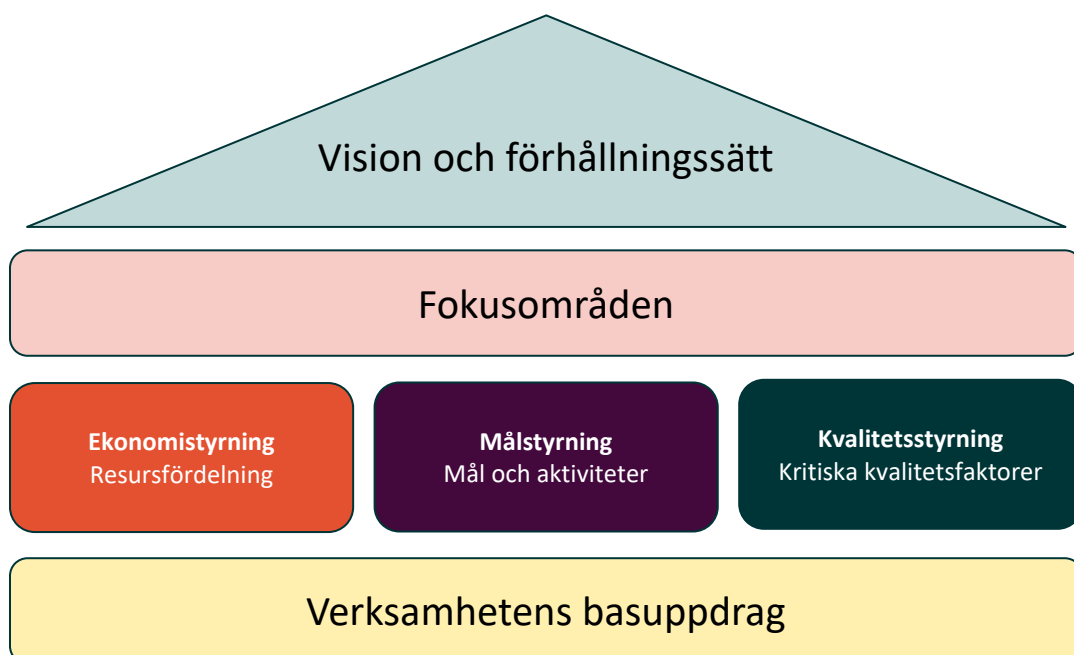 Vision och förhållningssätt
Fokusområden
Ekonomistyrning
Resursfördelning
Målstyrning
Mål och aktiviteter
Kvalitetsstyrning
Kritiska kvalitetsfaktorer
Verksamhetens basuppdrag